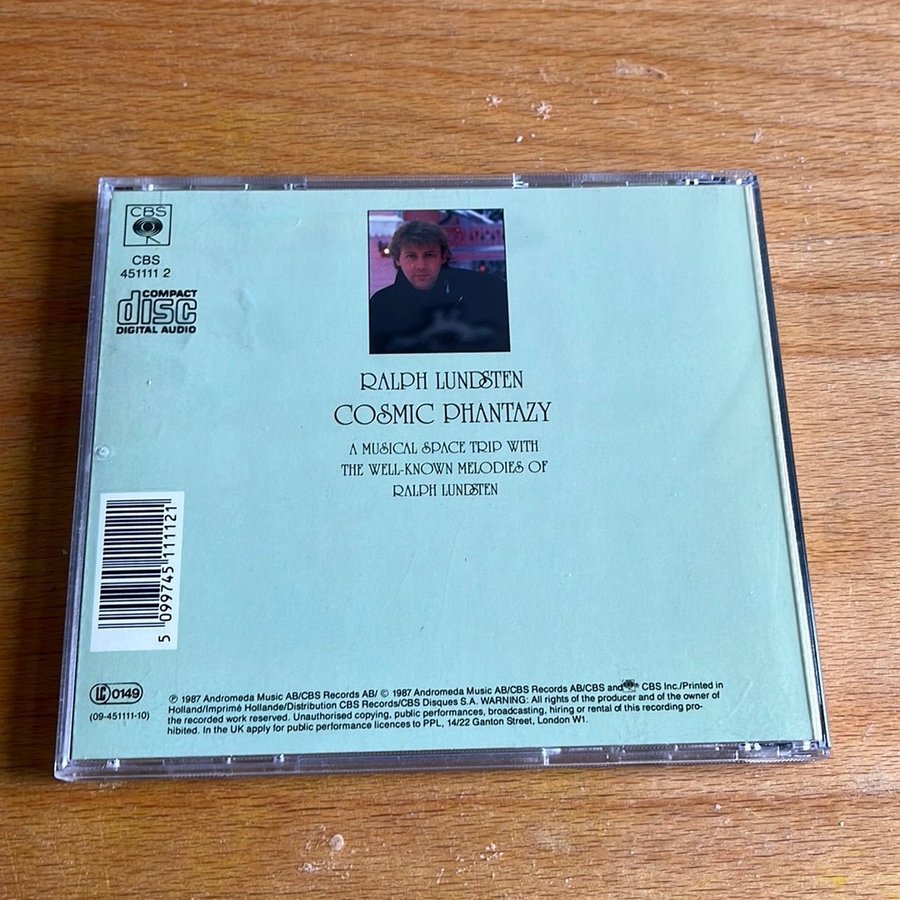 CBS
CBS
451111 2
COMPACT
disc
DIGITAL AUDIO
RALPH LUNDSTEN
COSMIC PHANTAZY
A MUSICAL SPACE TRIP WITH
THE WELL-KNOWN MELODIES OF
RALPH LUNDSTEN
5 099745 111121
LC 0149
(09-451111-10)
℗ 1987 Andromeda Music AB/CBS Records AB/ © 1987 Andromeda Music AB/CBS Records AB/CBS and CBS Inc./Printed in
Holland/Imprimé Hollande/Distribution CBS Records/CBS Disques S.A. WARNING: All rights of the producer and of the owner of
the recorded work reserved. Unauthorised copying, public performances, broadcasting, hiring or rental of this recording pro-
hibited. In the UK apply for public performance licences to PPL, 14/22 Ganton Street, London W1.